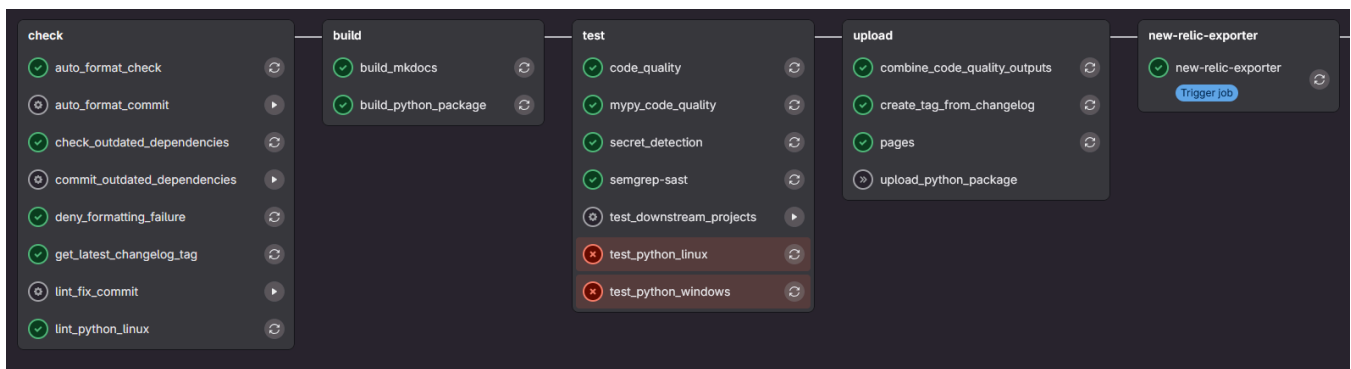 check
auto_format_check
auto_format_commit
check_outdated_dependencies
commit_outdated_dependencies
deny_formatting_failure
get_latest_changelog_tag
lint_fix_commit
lint_python_linux
build
build_mkdocs
build_python_package
test
code_quality
mypy_code_quality
secret_detection
semgrep-sast
test_downstream_projects
test_python_linux
test_python_windows
upload
combine_code_quality_outputs
create_tag_from_changelog
pages
upload_python_package
new-relic-exporter
new-relic-exporter
Trigger job